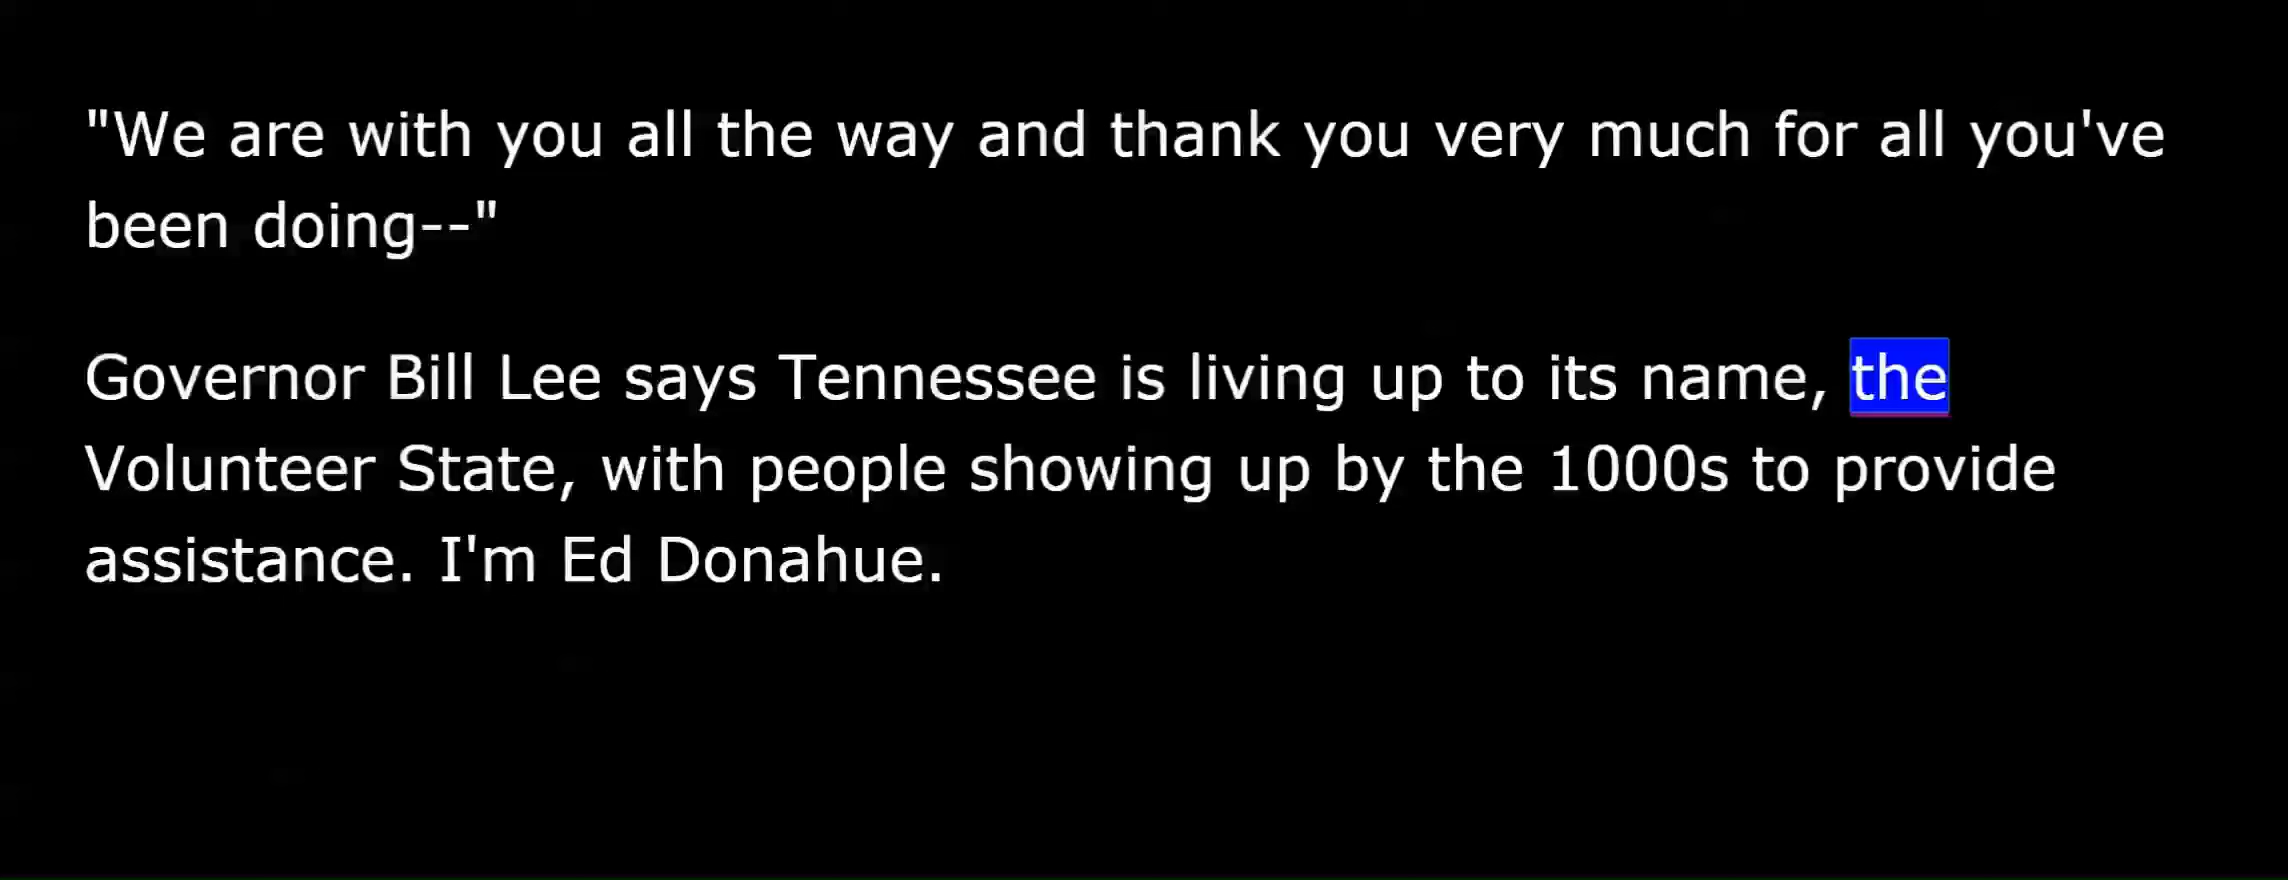 "We are with you all the way and thank you very much for all you've
been doing--"
Governor Bill Lee says Tennessee is living up to its name, the
Volunteer State, with people showing up by the 1000s to provide
assistance. I'm Ed Donahue.